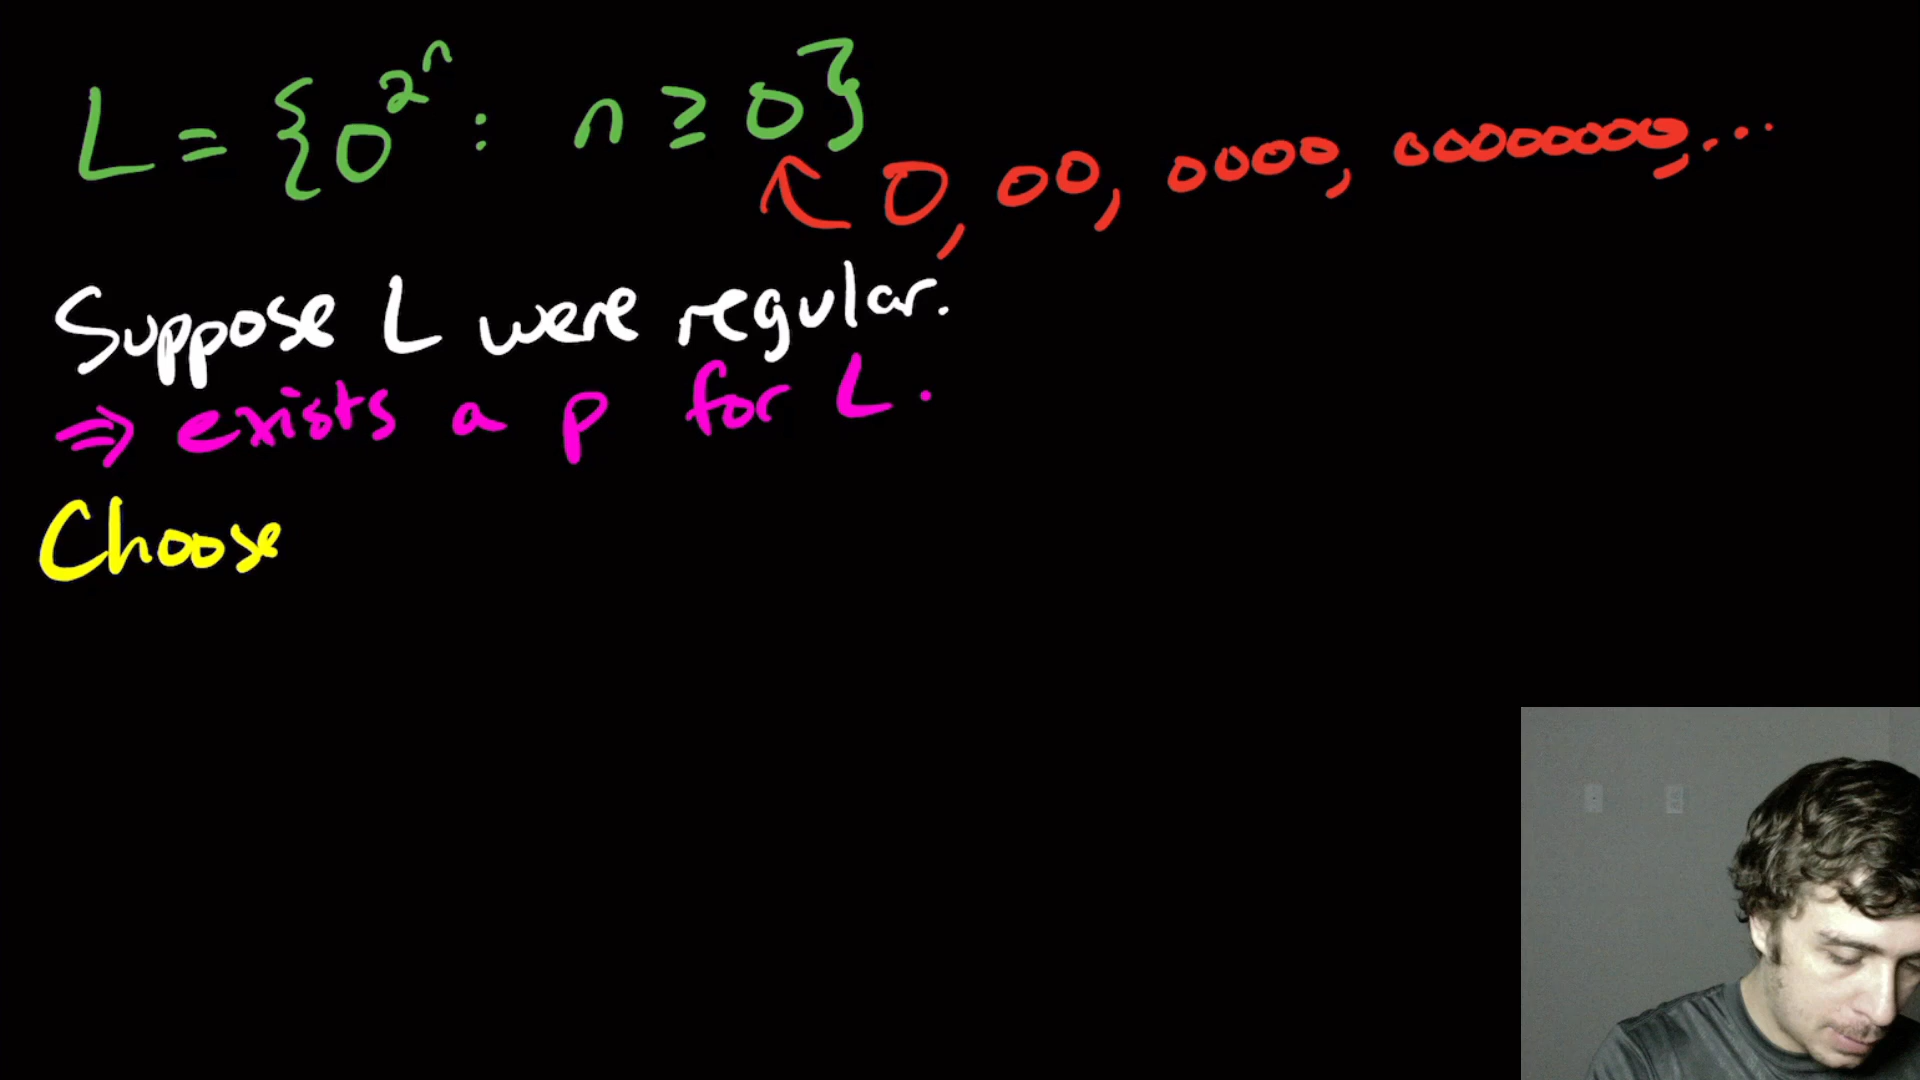 L = {0^{2^n} : n ≥ 0}
0, 00, 0000, 00000000, ...
Suppose L were regular.
⇒ exists a p for L.
Choose